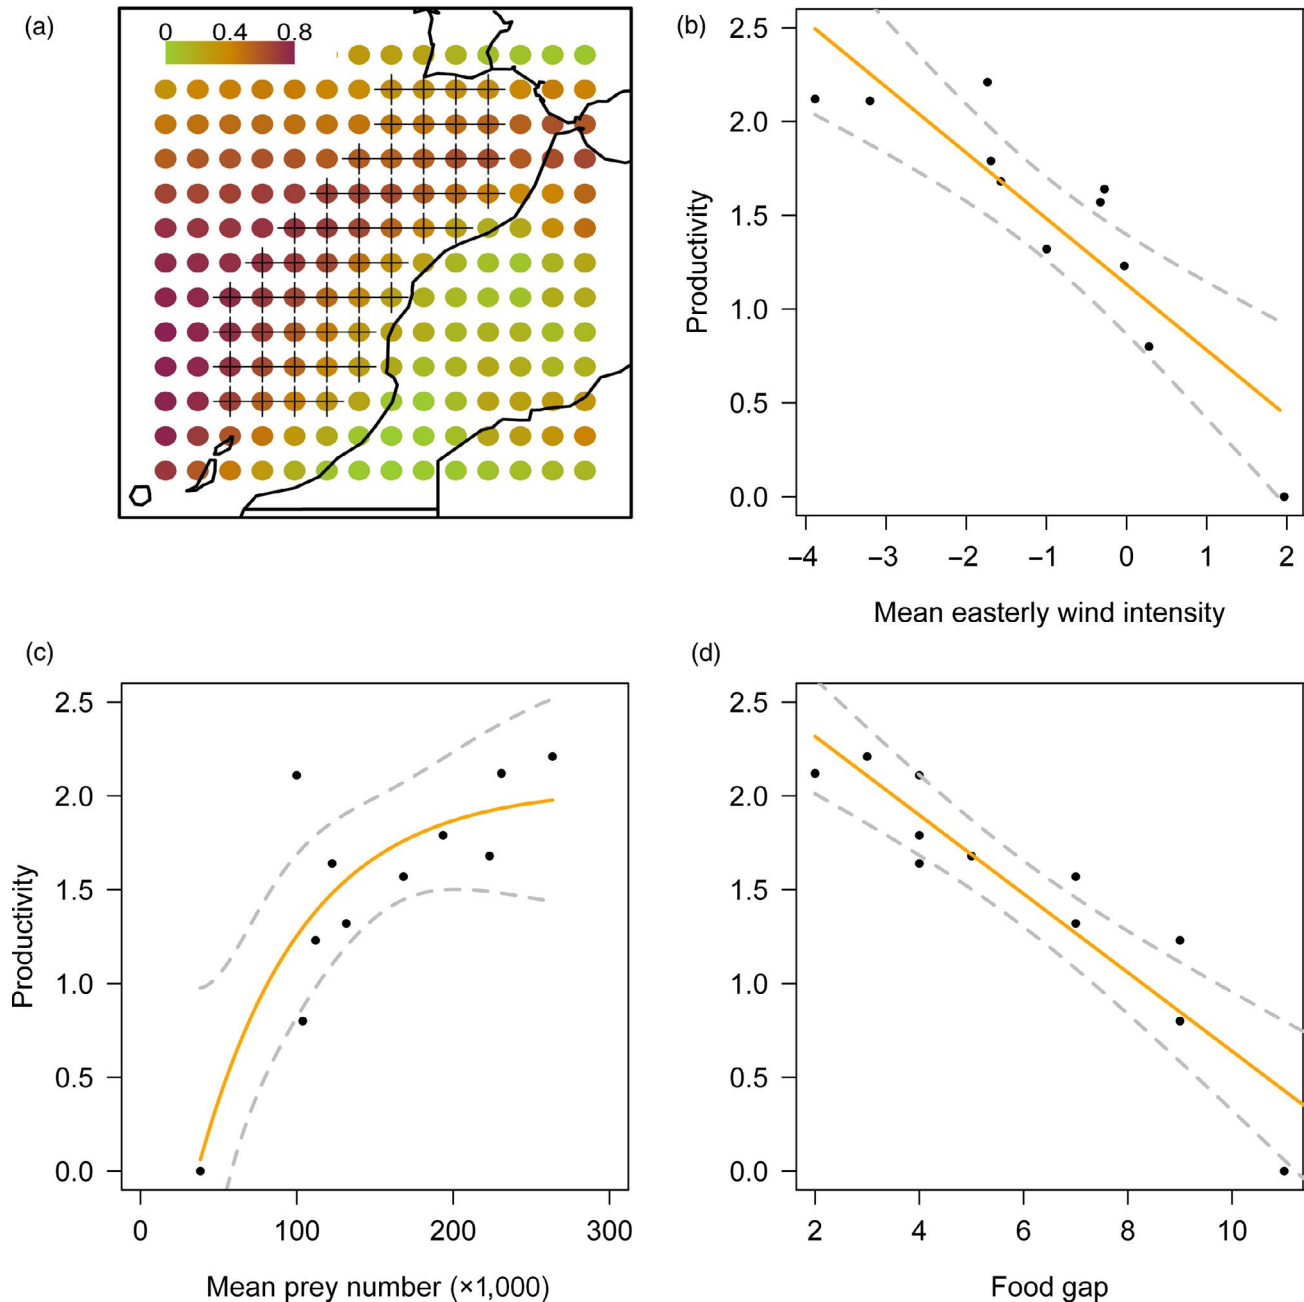 (a)
0 0.4 0.8
(b)
2.5
2.0
1.5
1.0
0.5
0.0
Productivity
−4 −3 −2 −1 0 1 2
Mean easterly wind intensity
(c)
2.5
2.0
1.5
1.0
0.5
0.0
Productivity
0 100 200 300
Mean prey number (×1,000)
(d)
2.5
2.0
1.5
1.0
0.5
0.0
2 4 6 8 10
Food gap